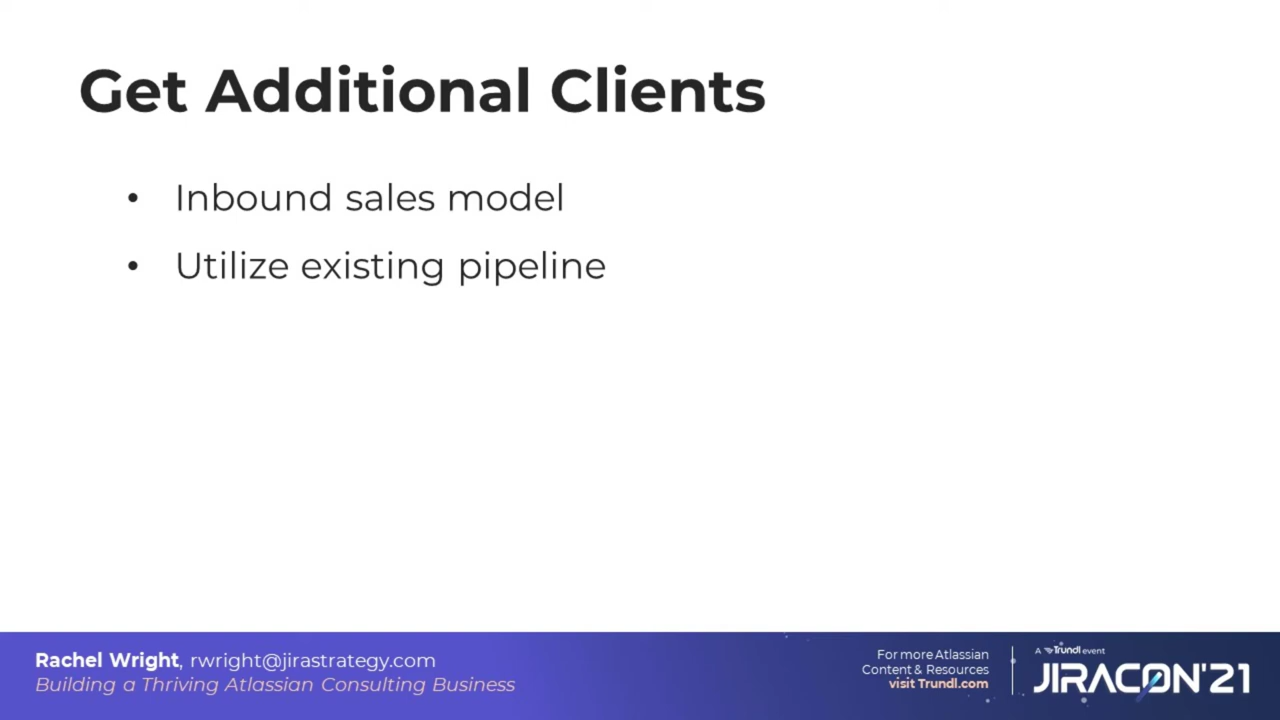 Get Additional Clients
• Inbound sales model
• Utilize existing pipeline
Rachel Wright, rwright@jirastrategy.com
Building a Thriving Atlassian Consulting Business
For more Atlassian
Content & Resources
visit Trundl.com
A Trundl event
JIRACON'21